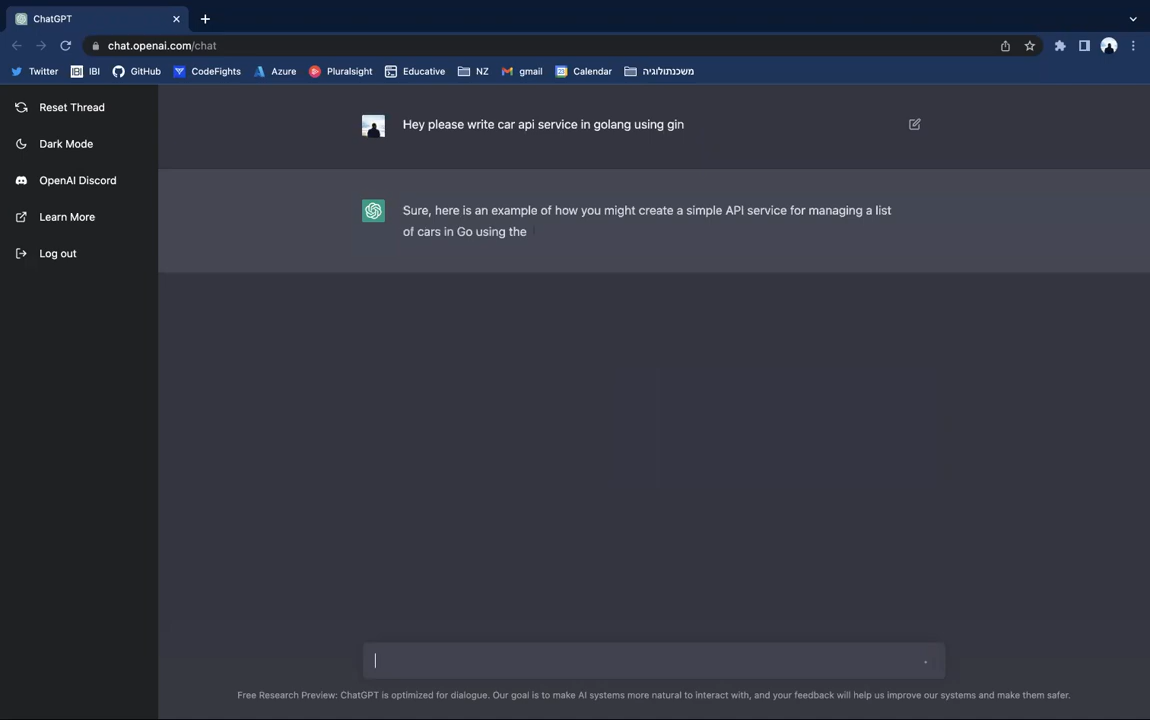 ChatGPT
chat.openai.com/chat
Twitter IBI GitHub CodeFights Azure Pluralsight Educative NZ gmail Calendar משכנתולוגיה
Reset Thread
Dark Mode
OpenAI Discord
Learn More
Log out
Hey please write car api service in golang using gin
Sure, here is an example of how you might create a simple API service for managing a list
of cars in Go using the
Free Research Preview: ChatGPT is optimized for dialogue. Our goal is to make AI systems more natural to interact with, and your feedback will help us improve our systems and make them safer.